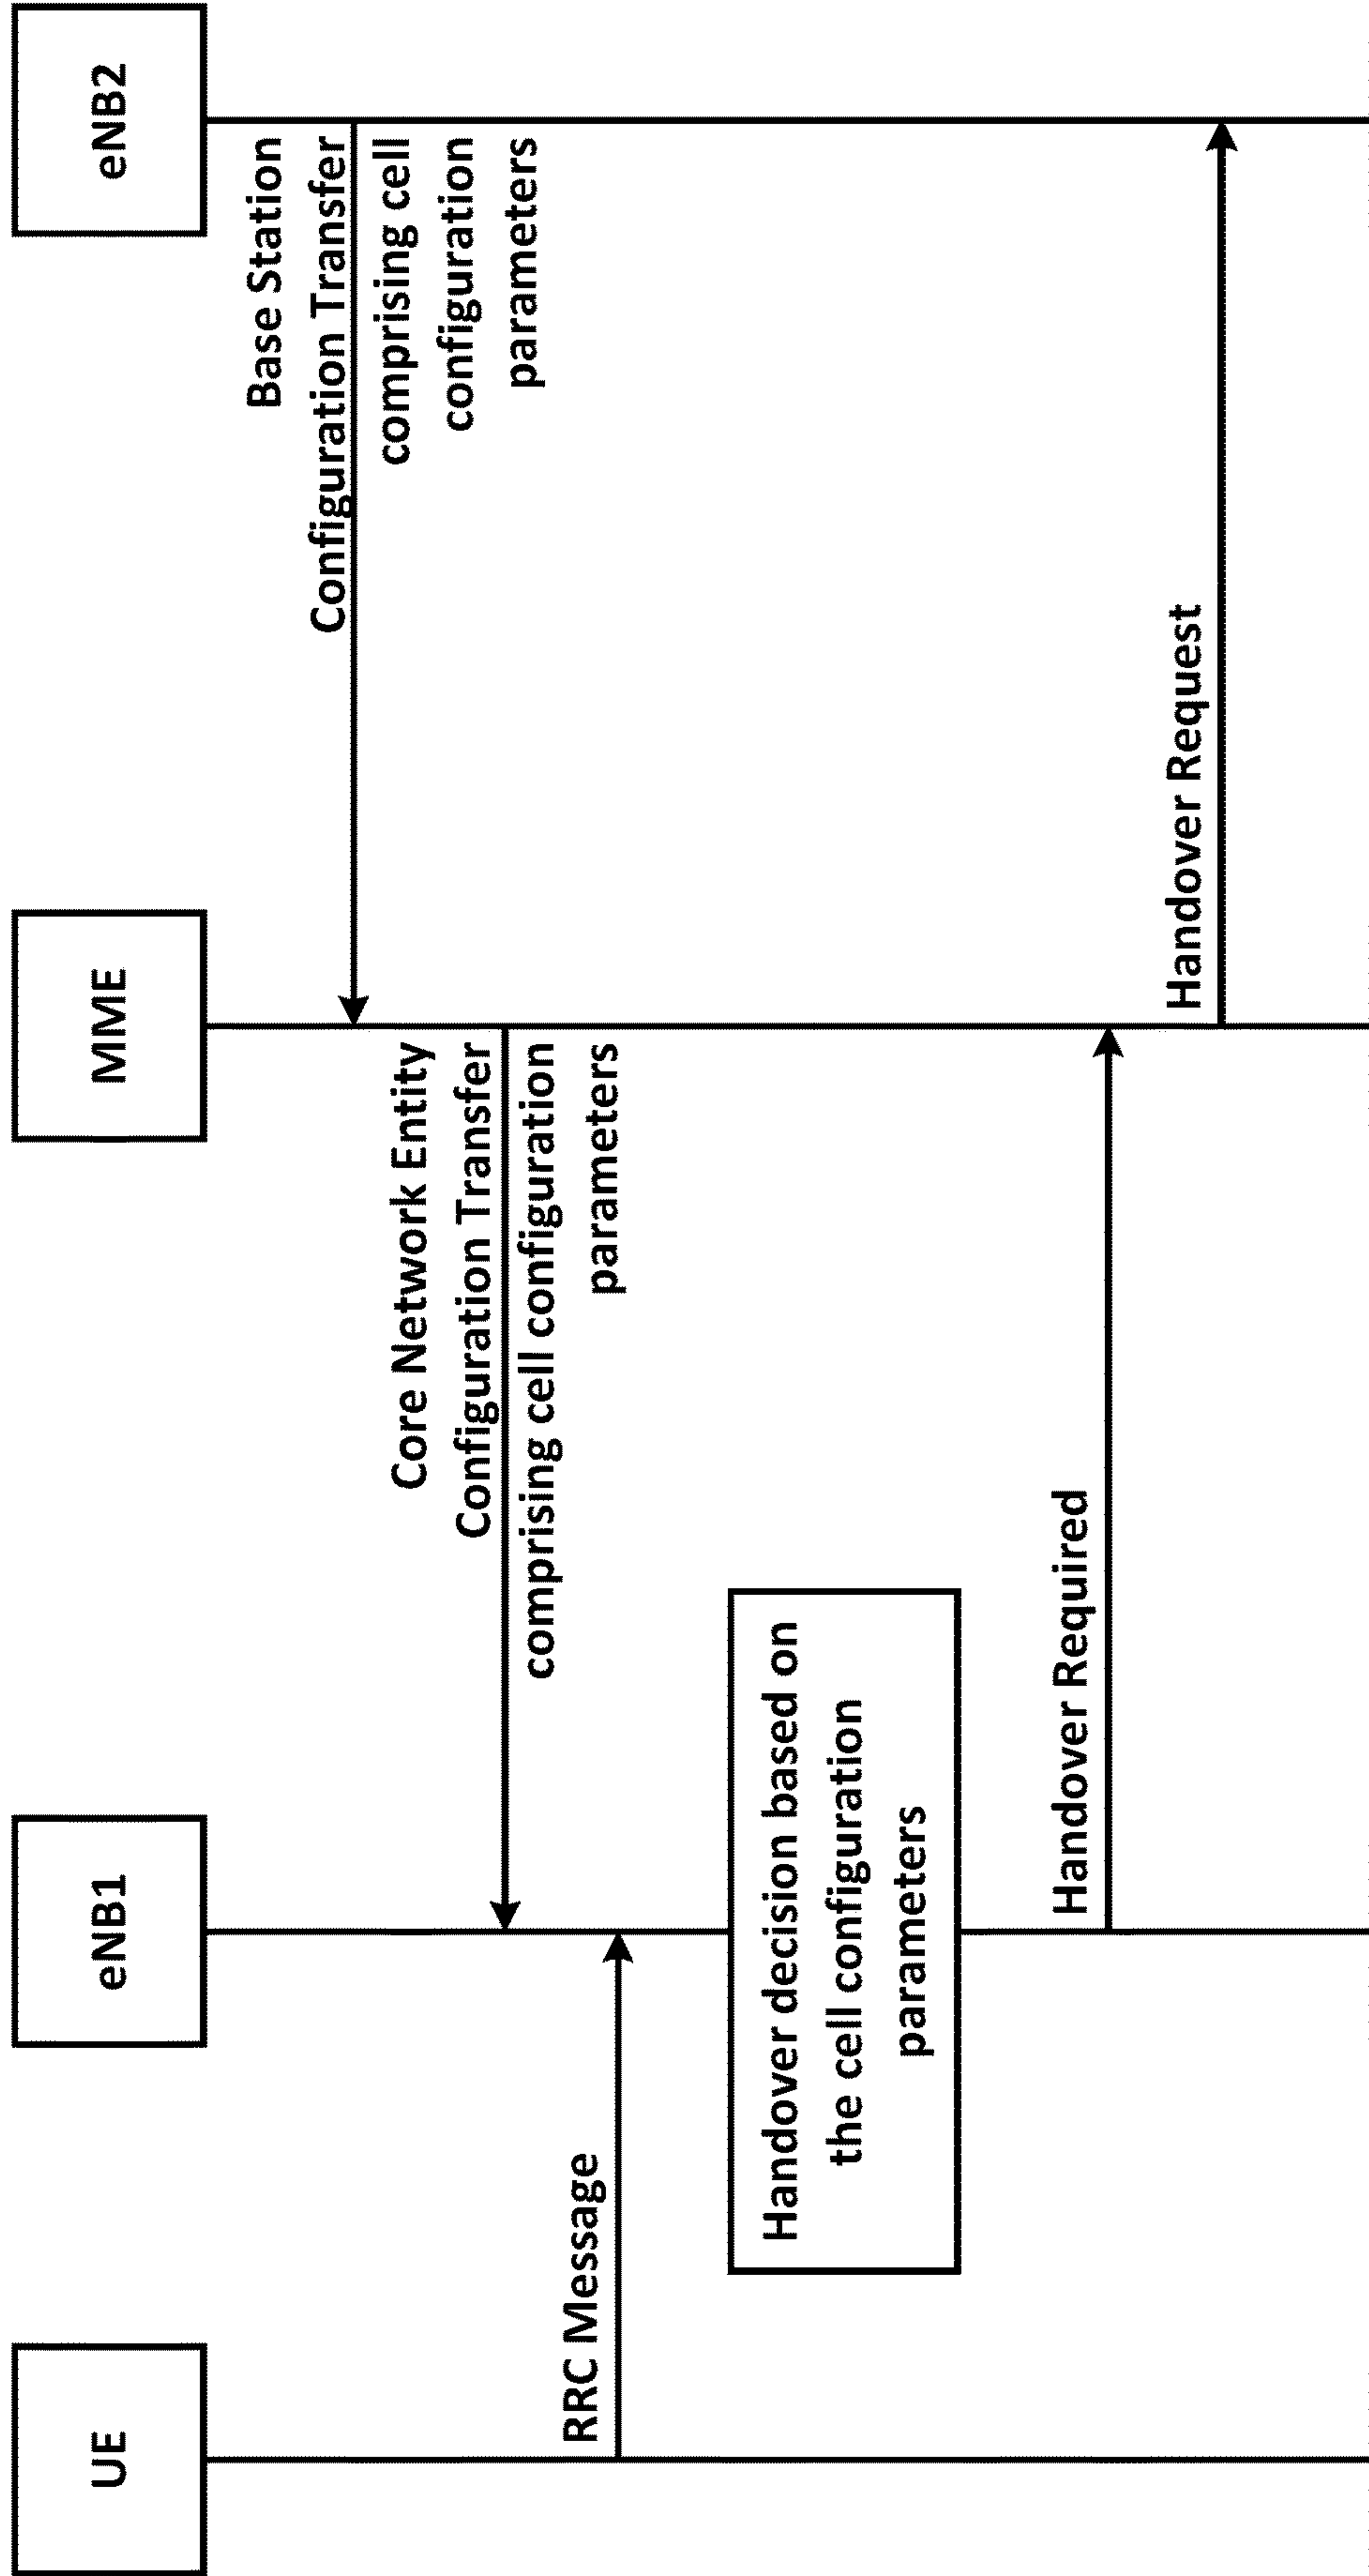 UE
eNB1
MME
eNB2
Base Station
Configuration Transfer
comprising cell
configuration
parameters
Core Network Entity
Configuration Transfer
comprising cell configuration
parameters
RRC Message
Handover decision based on
the cell configuration
parameters
Handover Required
Handover Request